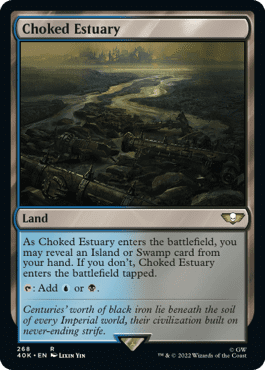 Choked Estuary
Land
As Choked Estuary enters the battlefield, you
may reveal an Island or Swamp card from
your hand. If you don't, Choked Estuary
enters the battlefield tapped.
: Add or .
Centuries' worth of black iron lie beneath the soil
of every Imperial world, their civilization built on
never-ending strife.
268 R
40K • EN Lixin Yin
© GW
™ & © 2022 Wizards of the Coast